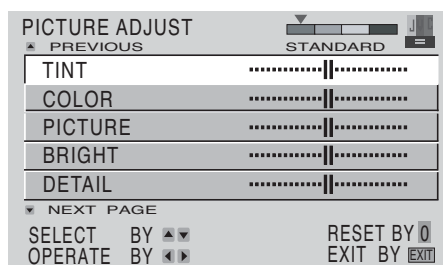 PICTURE ADJUST
PREVIOUS
STANDARD
TINT
COLOR
PICTURE
BRIGHT
DETAIL
NEXT PAGE
SELECT BY ▲▼
RESET BY 0
OPERATE BY ◀▶
EXIT BY EXIT